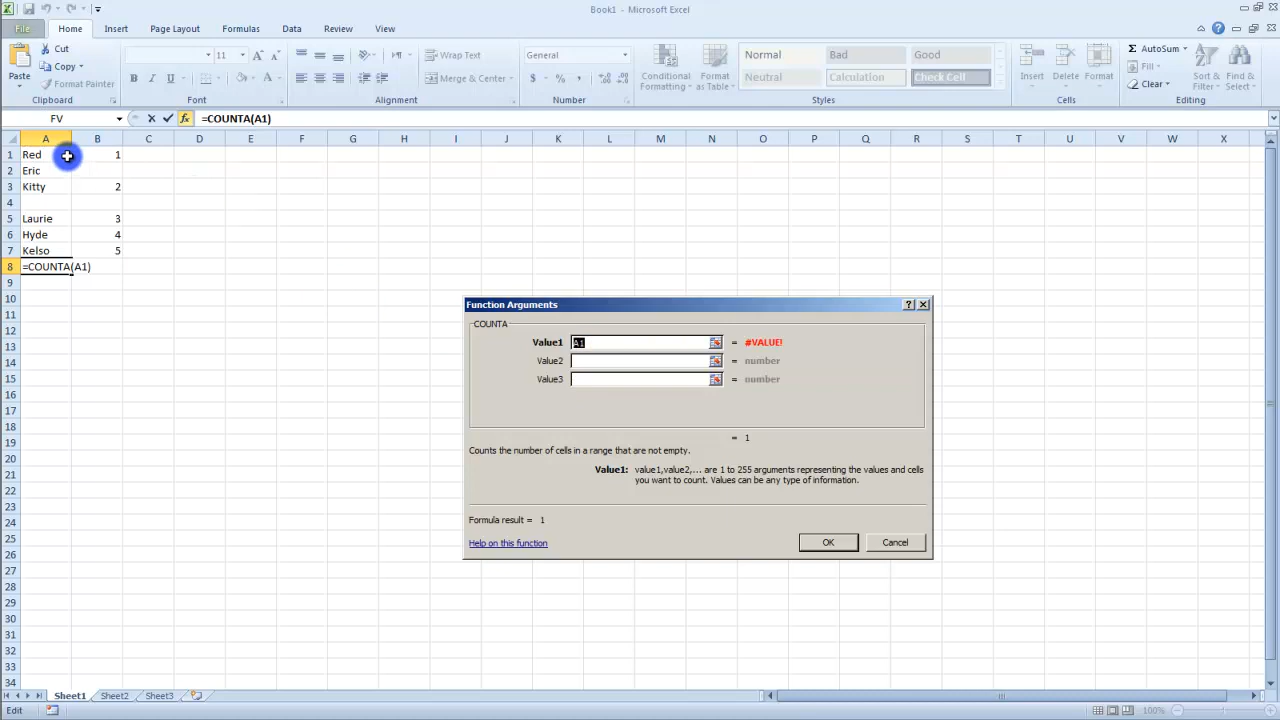 Book1 - Microsoft Excel
File Home Insert Page Layout Formulas Data Review View
Paste
Cut
Copy
Format Painter
Clipboard
11
B I U
Font
Wrap Text
Merge & Center
Alignment
General
$ % ,
Number
Conditional Formatting
Format as Table
Normal Bad Good
Neutral Calculation Check Cell
Styles
Insert Delete Format
Cells
AutoSum
Fill
Clear
Sort & Filter
Find & Select
Editing
FV fx =COUNTA(A1)
A B C D E F G H I J K L M N O P Q R S T U V W X
1 Red 1
2 Eric
3 Kitty 2
4
5 Laurie 3
6 Hyde 4
7 Kelso 5
8 =COUNTA(A1)
9
10
11
12
13
14
15
16
17
18
19
20
21
22
23
24
25
26
27
28
29
30
31
32
33
34
Function Arguments
COUNTA
Value1 A1 = #VALUE!
Value2 = number
Value3 = number
= 1
Counts the number of cells in a range that are not empty.
Value1: value1,value2,... are 1 to 255 arguments representing the values and cells
you want to count. Values can be any type of information.
Formula result = 1
Help on this function
OK Cancel
Sheet1 Sheet2 Sheet3
Edit
100%